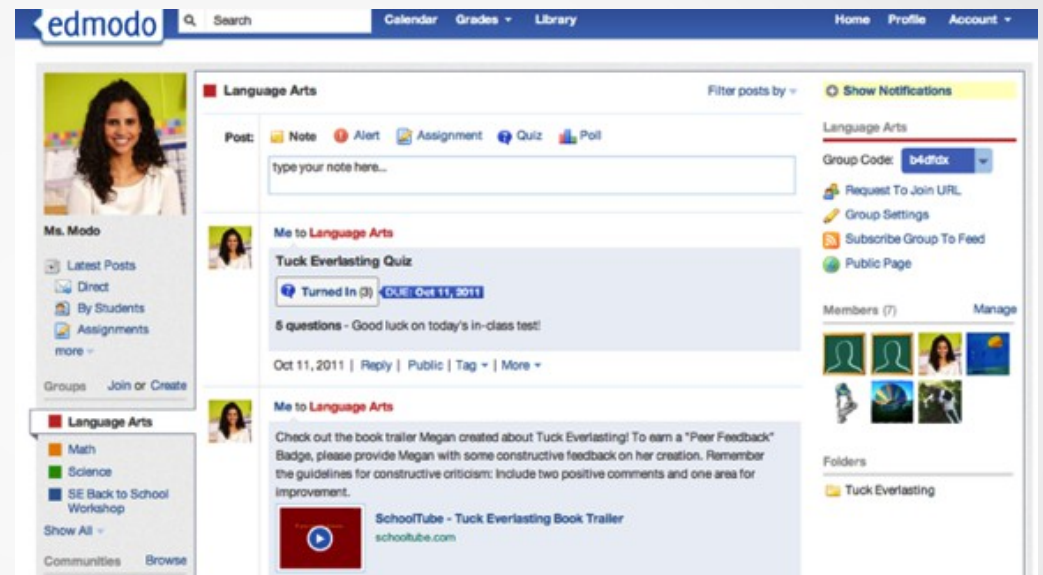 edmodo Search Calendar Grades Library Home Profile Account
Ms. Modo
Latest Posts
Direct
By Students
Assignments
more
Groups Join or Create
Language Arts
Math
Science
SE Back to School
Workshop
Show All
Communities Browse
Language Arts Filter posts by
Post: Note Alert Assignment Quiz Poll
type your note here...
Me to Language Arts
Tuck Everlasting Quiz
Turned In (3) DUE: Oct 11, 2011
5 questions - Good luck on today's in-class test!
Oct 11, 2011 | Reply | Public | Tag | More
Me to Language Arts
Check out the book trailer Megan created about Tuck Everlasting! To earn a "Peer Feedback"
Badge, please provide Megan with some constructive feedback on her creation. Remember
the guidelines for constructive criticism: Include two positive comments and one area for
improvement.
SchoolTube - Tuck Everlasting Book Trailer
schooltube.com
Show Notifications
Language Arts
Group Code: b4dfdx
Request To Join URL
Group Settings
Subscribe Group To Feed
Public Page
Members (7) Manage
Folders
Tuck Everlasting